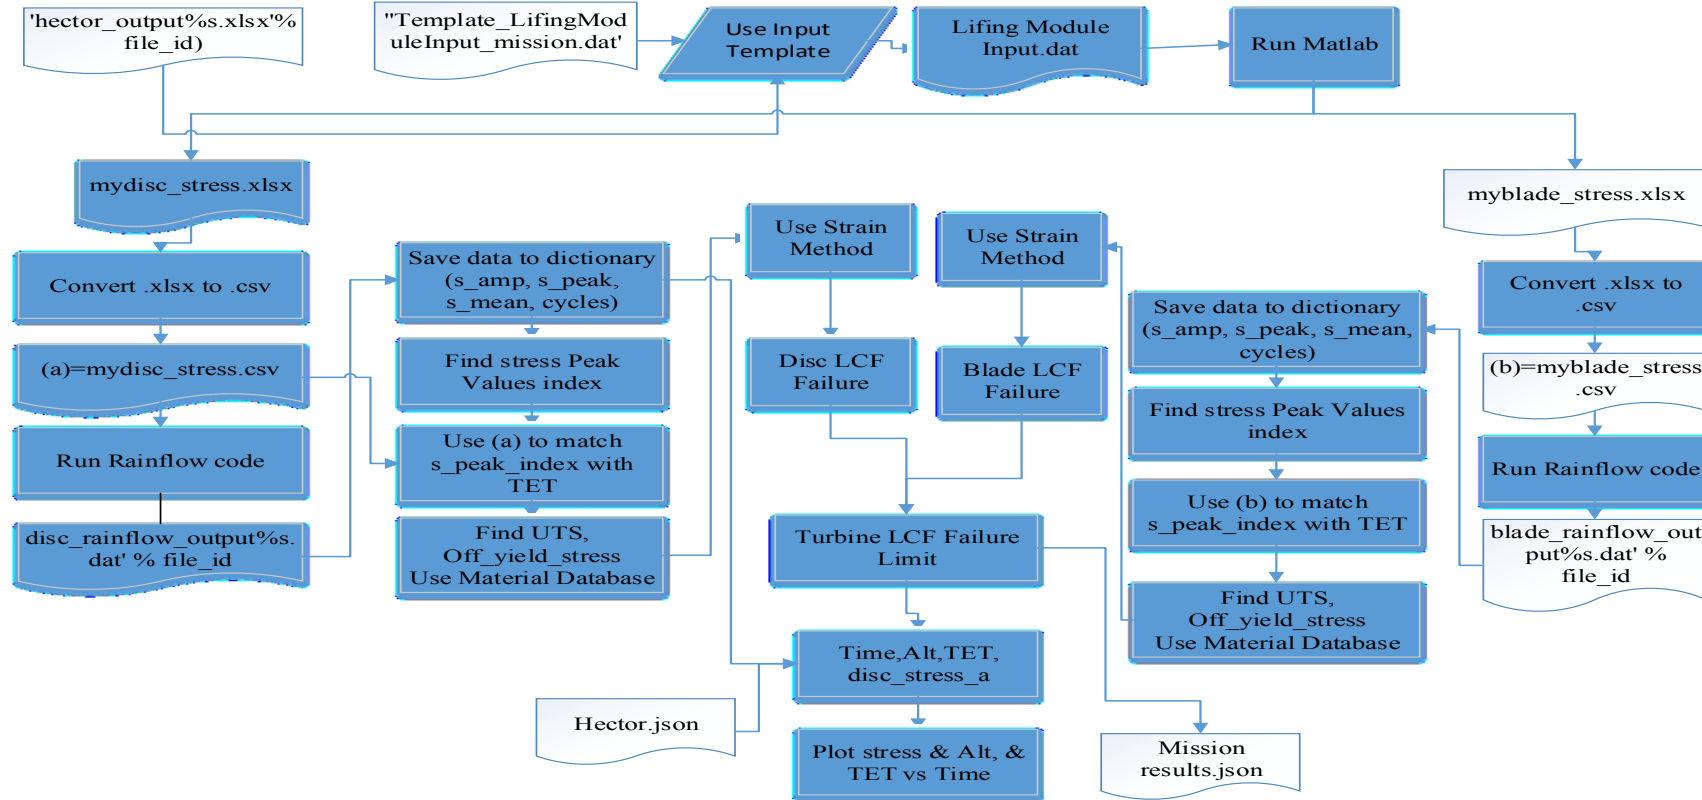 'hector_output%s.xlsx'%
file_id)
"Template_LifingMod
uleInput_mission.dat'
Use Input
Template
Lifing Module
Input.dat
Run Matlab
mydisc_stress.xlsx
Convert .xlsx to .csv
(a)=mydisc_stress.csv
Run Rainflow code
disc_rainflow_output%s.
dat' % file_id
Save data to dictionary
(s_amp, s_peak,
s_mean, cycles)
Find stress Peak
Values index
Use (a) to match
s_peak_index with
TET
Find UTS,
Off_yield_stress
Use Material Database
Use Strain
Method
Disc LCF
Failure
Use Strain
Method
Blade LCF
Failure
Turbine LCF Failure
Limit
Time,Alt,TET,
disc_stress_a
Hector.json
Plot stress & Alt, &
TET vs Time
Mission
results.json
myblade_stress.xlsx
Convert .xlsx to
.csv
(b)=myblade_stress
.csv
Run Rainflow code
blade_rainflow_out
put%s.dat' %
file_id
Save data to dictionary
(s_amp, s_peak, s_mean,
cycles)
Find stress Peak Values
index
Use (b) to match
s_peak_index with TET
Find UTS,
Off_yield_stress
Use Material Database